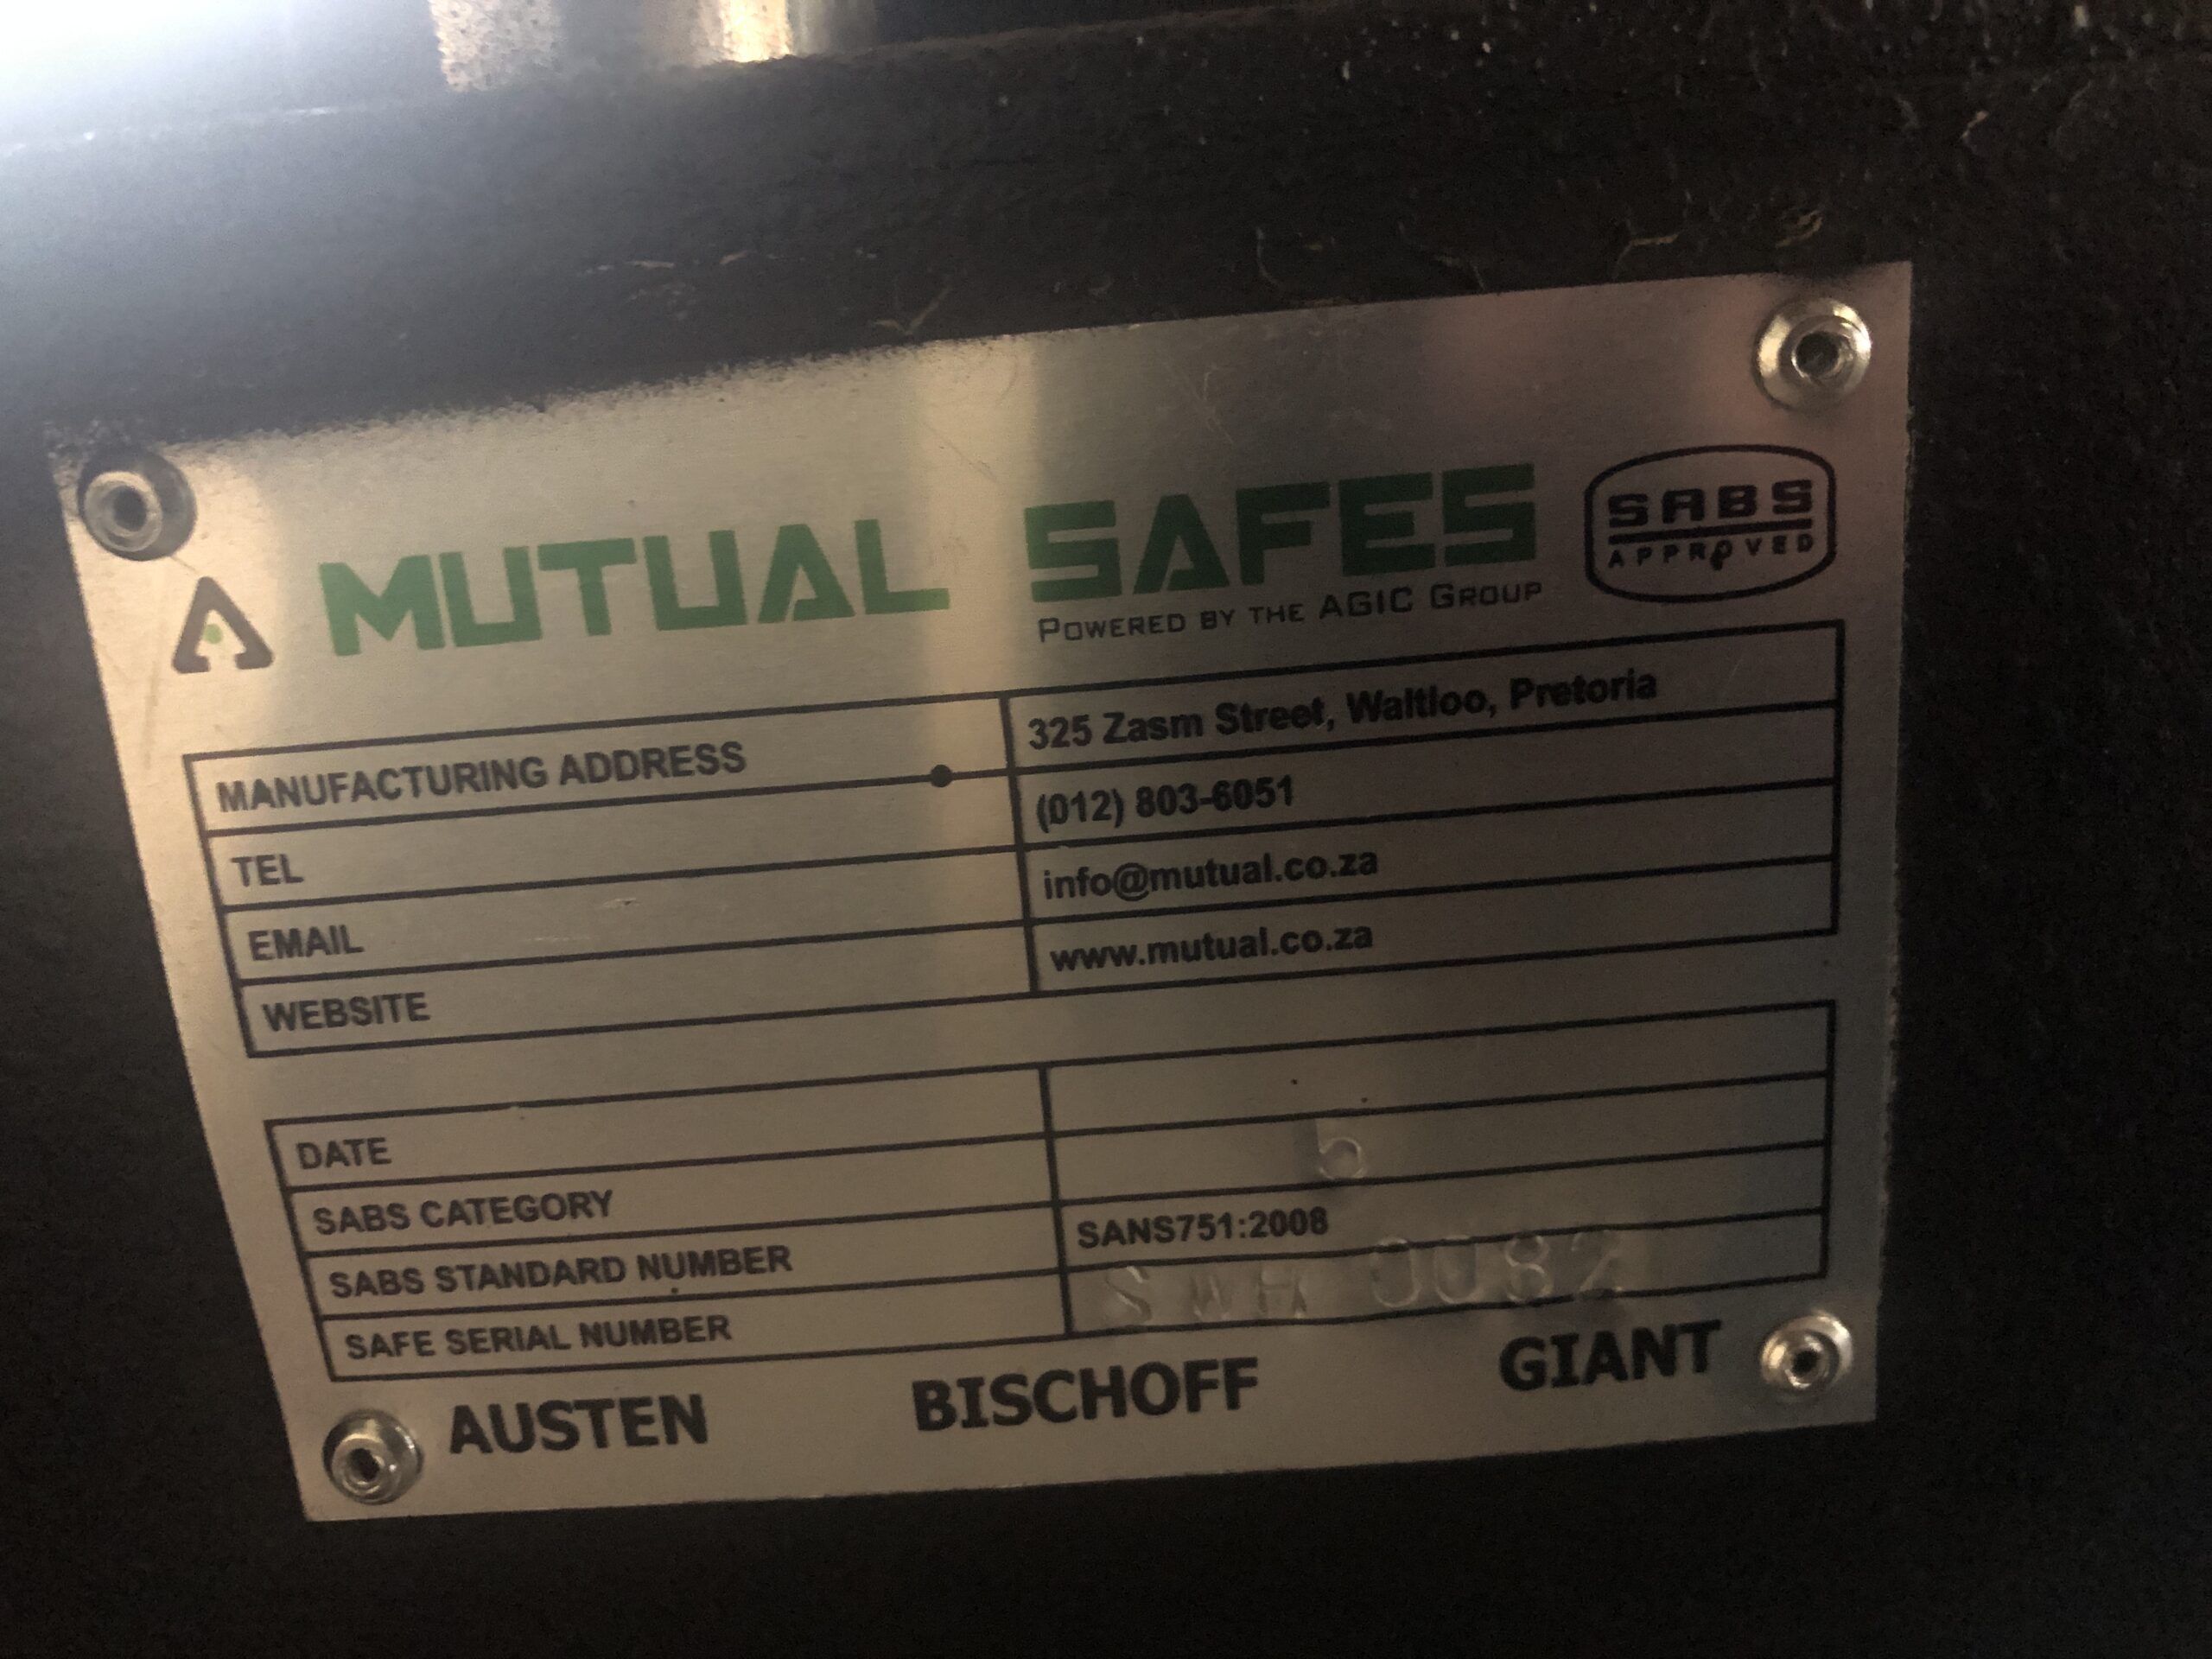 MUTUAL SAFES
POWERED BY THE AGIC GROUP
SABS
APPROVED
MANUFACTURING ADDRESS 325 Zasm Street, Waltloo, Pretoria
TEL (012) 803-6051
EMAIL info@mutual.co.za
WEBSITE www.mutual.co.za
DATE
SABS CATEGORY
SABS STANDARD NUMBER SANS751:2008
SAFE SERIAL NUMBER SWH 0082
AUSTEN BISCHOFF GIANT